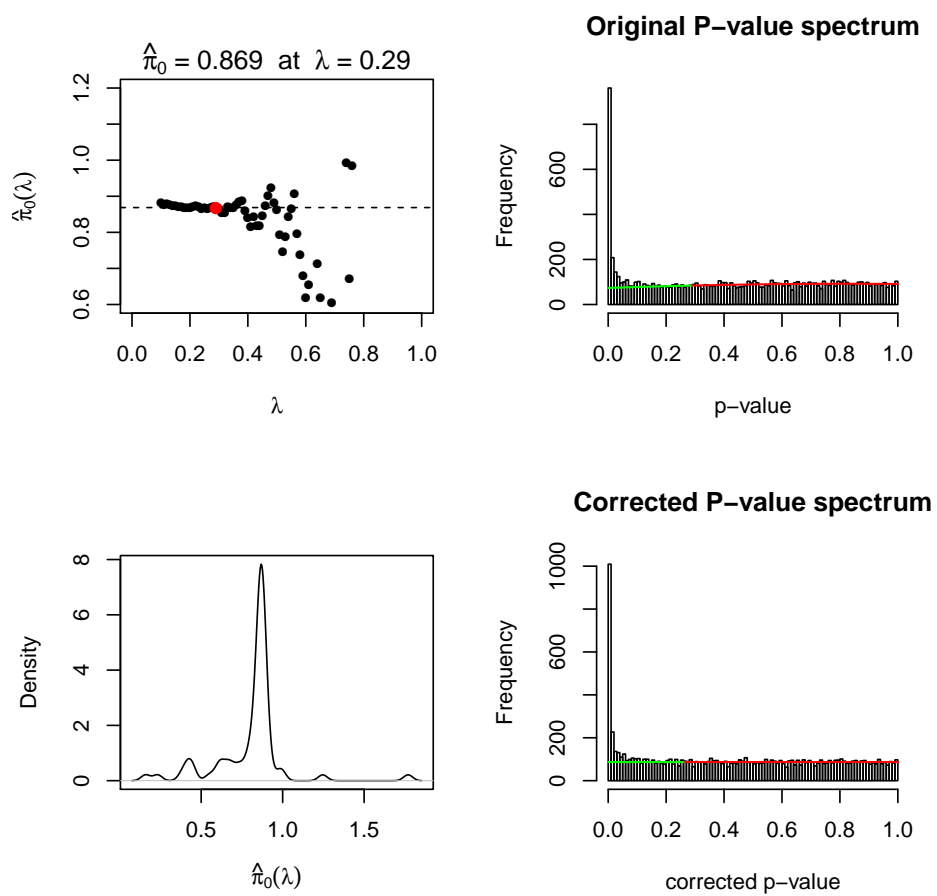 π̂₀ = 0.869 at λ = 0.29
1.2
1.0
0.8
0.6
π̂₀(λ)
0.0 0.2 0.4 0.6 0.8 1.0
λ
Original P−value spectrum
600
200
0
Frequency
0.0 0.2 0.4 0.6 0.8 1.0
p−value
8
6
4
2
0
Density
0.5 1.0 1.5
π̂₀(λ)
Corrected P−value spectrum
1000
600
200
0
Frequency
0.0 0.2 0.4 0.6 0.8 1.0
corrected p−value